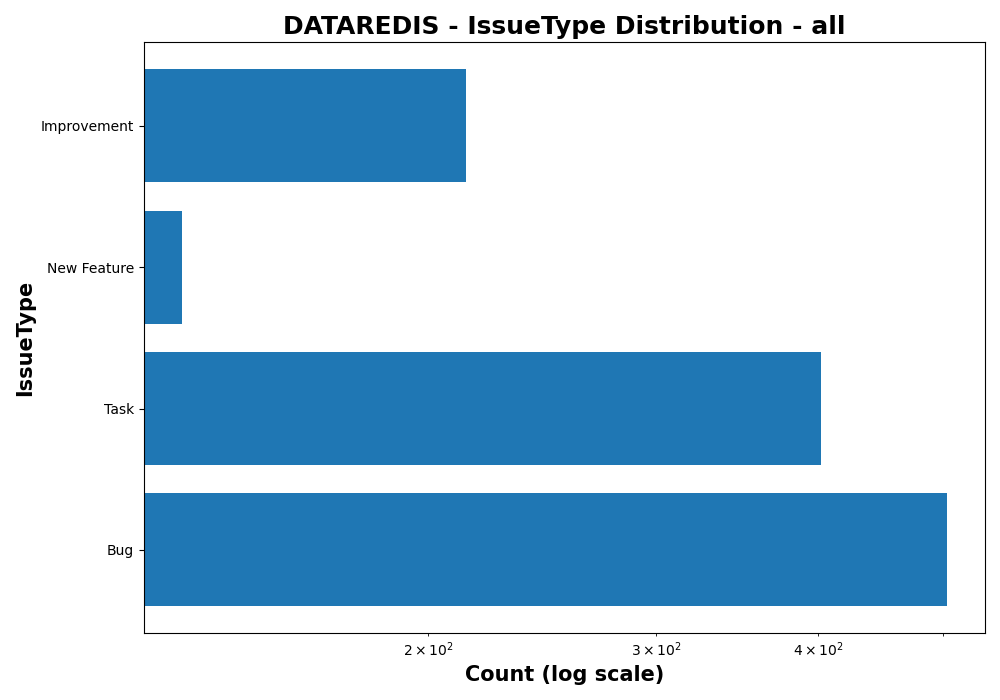 DATAREDIS - IssueType Distribution - all
IssueType
Improvement
New Feature
Task
Bug
2 × 10² 3 × 10² 4 × 10²
Count (log scale)